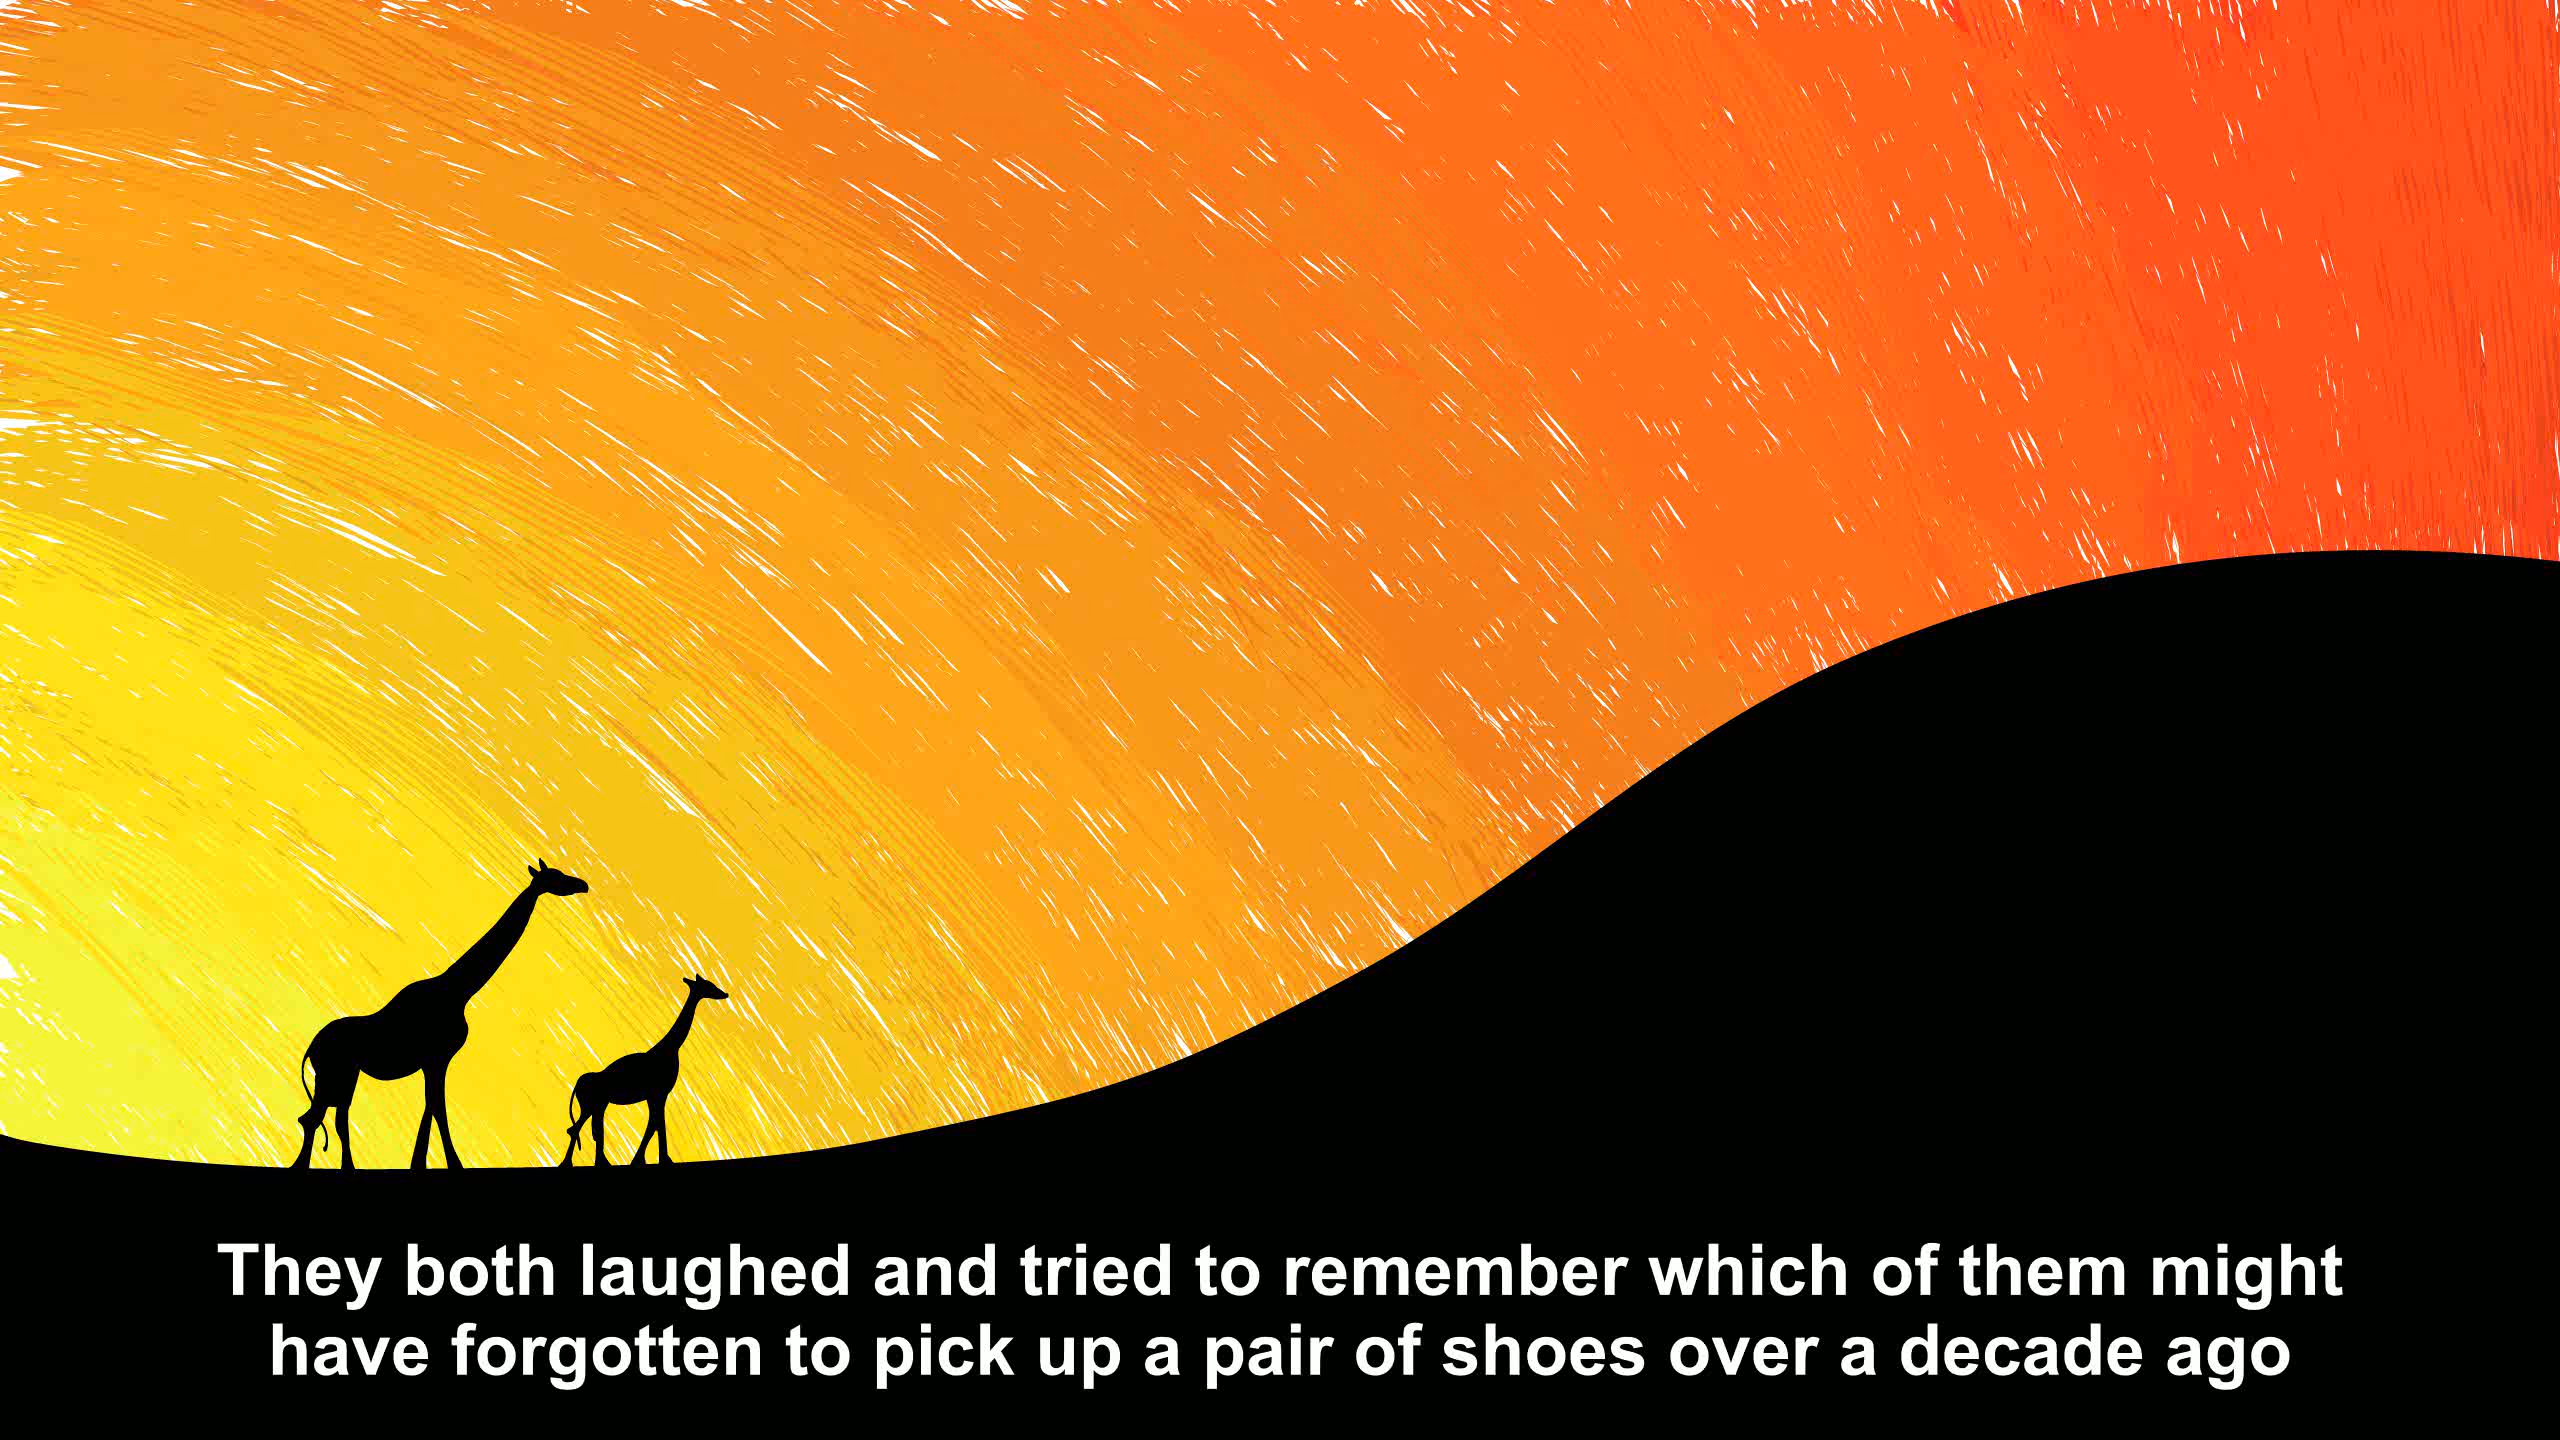 They both laughed and tried to remember which of them might
have forgotten to pick up a pair of shoes over a decade ago